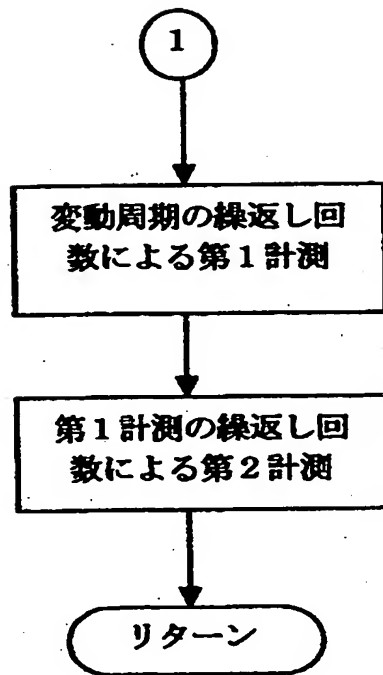 1
変動周期の繰返し回
数による第1計測
第1計測の繰返し回
数による第2計測
リターン